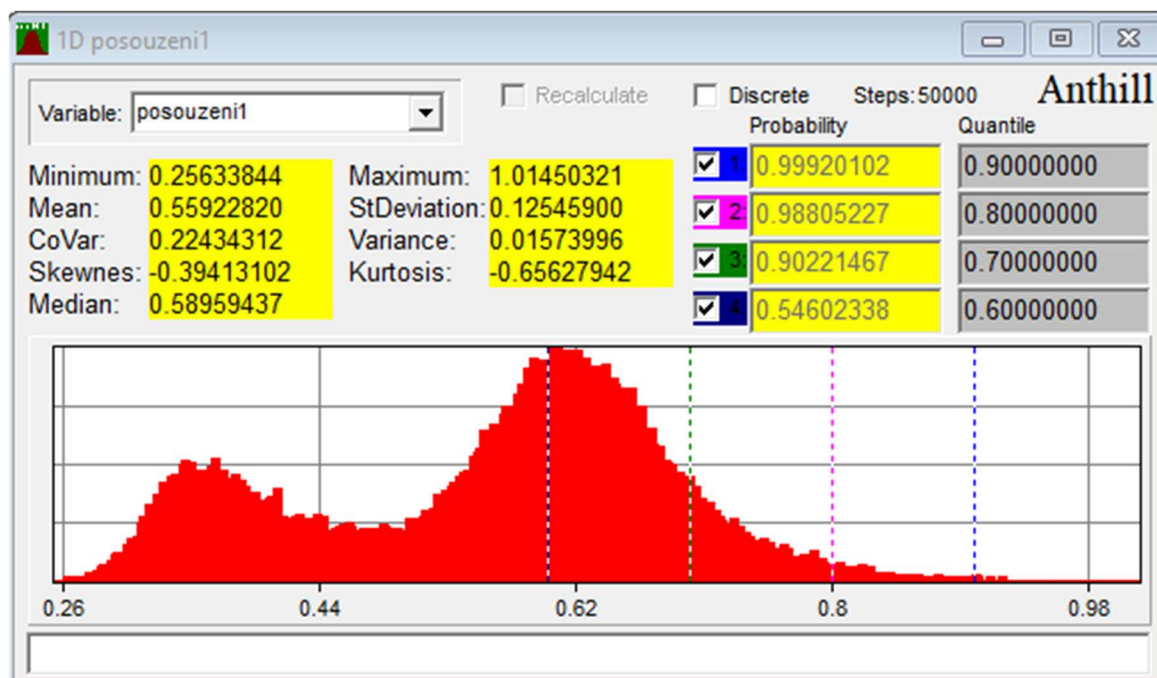 1D posouzeni1
Variable: posouzeni1
Recalculate
Discrete Steps:50000 Anthill
Probability Quantile
Minimum: 0.25633844 Maximum: 1.01450321 1: 0.99920102 0.90000000
Mean: 0.55922820 StDeviation: 0.12545900 2: 0.98805227 0.80000000
CoVar: 0.22434312 Variance: 0.01573996 3: 0.90221467 0.70000000
Skewnes: -0.39413102 Kurtosis: -0.65627942 4: 0.54602338 0.60000000
Median: 0.58959437
0.26 0.44 0.62 0.8 0.98